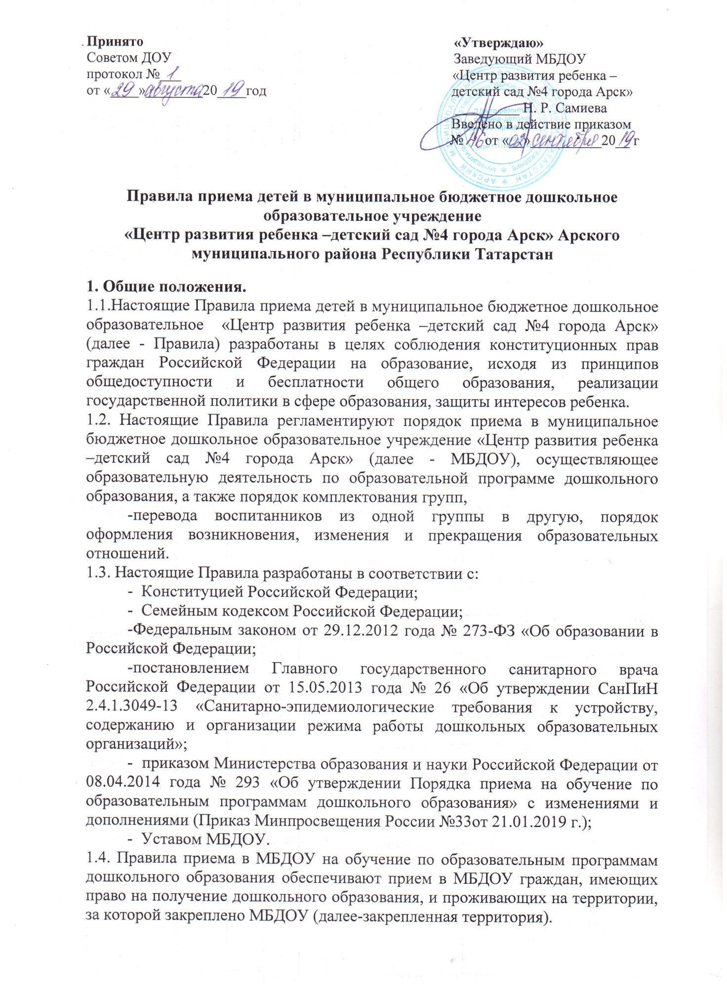 Принято
Советом ДОУ
протокол № 1
от «29» августа 2019 год
«Утверждаю»
Заведующий МБДОУ
«Центр развития ребенка –
детский сад №4 города Арск»
Н. Р. Самиева
Введено в действие приказом
№ 46 от «02» сентября 2019 г
Правила приема детей в муниципальное бюджетное дошкольное
образовательное учреждение
«Центр развития ребенка –детский сад №4 города Арск» Арского
муниципального района Республики Татарстан
1. Общие положения.
1.1.Настоящие Правила приема детей в муниципальное бюджетное дошкольное
образовательное «Центр развития ребенка –детский сад №4 города Арск»
(далее - Правила) разработаны в целях соблюдения конституционных прав
граждан Российской Федерации на образование, исходя из принципов
общедоступности и бесплатности общего образования, реализации
государственной политики в сфере образования, защиты интересов ребенка.
1.2. Настоящие Правила регламентируют порядок приема в муниципальное
бюджетное дошкольное образовательное учреждение «Центр развития ребенка
–детский сад №4 города Арск» (далее - МБДОУ), осуществляющее
образовательную деятельность по образовательной программе дошкольного
образования, а также порядок комплектования групп,
-перевода воспитанников из одной группы в другую, порядок
оформления возникновения, изменения и прекращения образовательных
отношений.
1.3. Настоящие Правила разработаны в соответствии с:
- Конституцией Российской Федерации;
- Семейным кодексом Российской Федерации;
-Федеральным законом от 29.12.2012 года № 273-ФЗ «Об образовании в
Российской Федерации;
-постановлением Главного государственного санитарного врача
Российской Федерации от 15.05.2013 года № 26 «Об утверждении СанПиН
2.4.1.3049-13 «Санитарно-эпидемиологические требования к устройству,
содержанию и организации режима работы дошкольных образовательных
организаций»;
- приказом Министерства образования и науки Российской Федерации от
08.04.2014 года № 293 «Об утверждении Порядка приема на обучение по
образовательным программам дошкольного образования» с изменениями и
дополнениями (Приказ Минпросвещения России №33от 21.01.2019 г.);
- Уставом МБДОУ.
1.4. Правила приема в МБДОУ на обучение по образовательным программам
дошкольного образования обеспечивают прием в МБДОУ граждан, имеющих
право на получение дошкольного образования, и проживающих на территории,
за которой закреплено МБДОУ (далее-закрепленная территория).